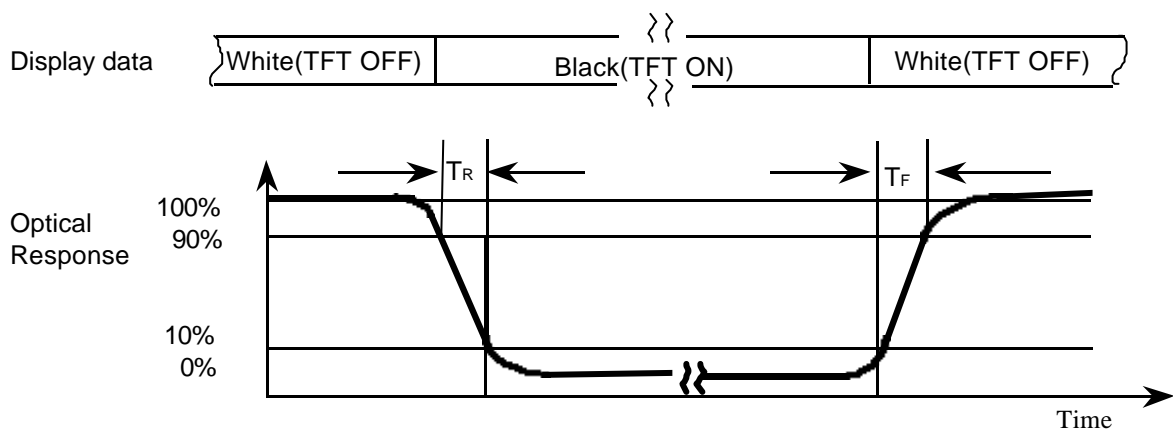 Display data
White(TFT OFF)
Black(TFT ON)
White(TFT OFF)
TR
TF
Optical
Response
100%
90%
10%
0%
Time